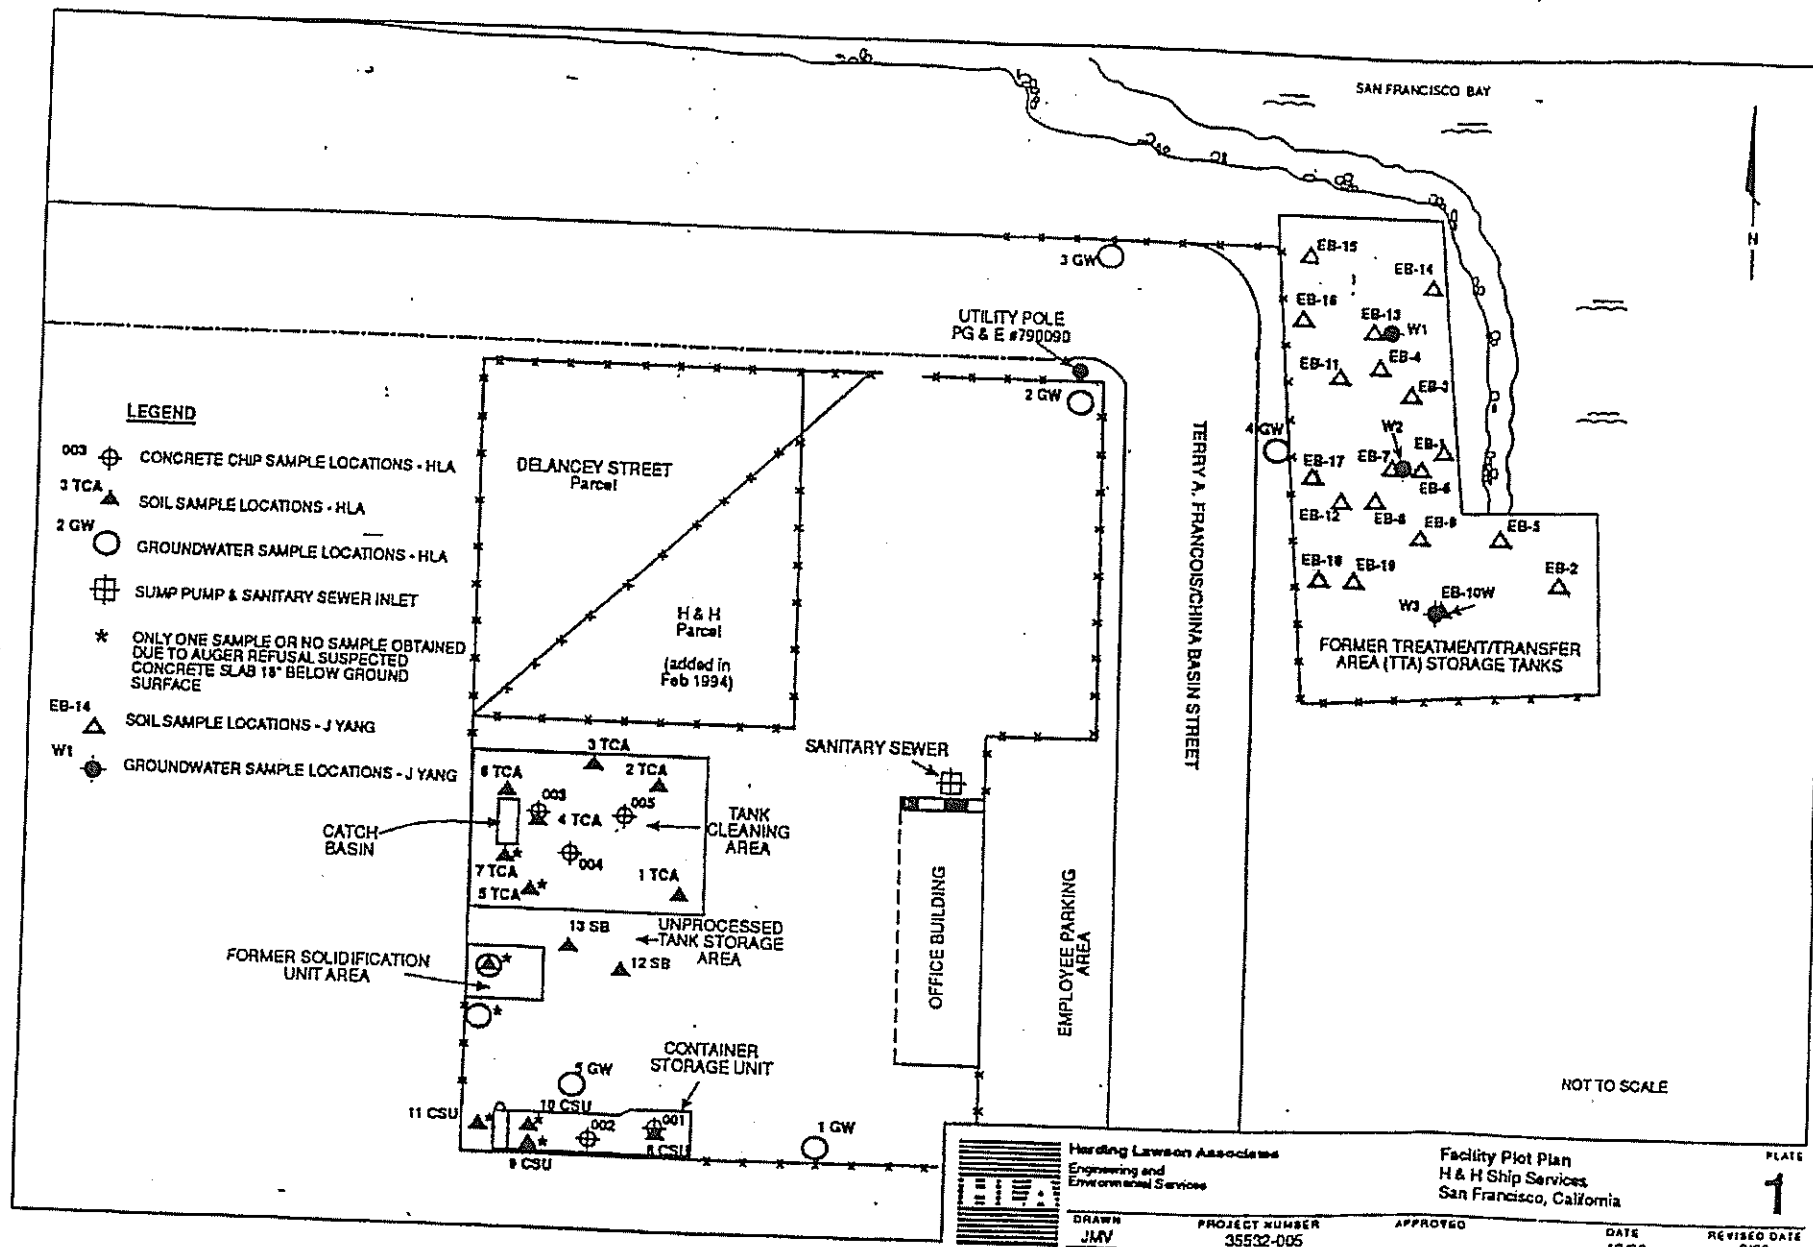 SAN FRANCISCO BAY
N
EB-15
EB-14
3 GW
EB-16
EB-13
W1
UTILITY POLE
PG & E #790090
EB-11
EB-4
EB-3
2 GW
LEGEND
003 CONCRETE CHIP SAMPLE LOCATIONS - HLA
3 TCA SOIL SAMPLE LOCATIONS - HLA
2 GW GROUNDWATER SAMPLE LOCATIONS - HLA
SUMP PUMP & SANITARY SEWER INLET
* ONLY ONE SAMPLE OR NO SAMPLE OBTAINED
DUE TO AUGER REFUSAL SUSPECTED
CONCRETE SLAB 18" BELOW GROUND
SURFACE
EB-14 SOIL SAMPLE LOCATIONS - J YANG
W1 GROUNDWATER SAMPLE LOCATIONS - J YANG
DELANCEY STREET
Parcel
H & H
Parcel
(added in
Feb 1994)
TERRY A. FRANCOIS/CHINA BASIN STREET
4 GW
W2
EB-1
EB-17
EB-7
EB-6
EB-12
EB-8
EB-5
EB-18
EB-19
EB-2
W3
EB-10W
FORMER TREATMENT/TRANSFER
AREA (TTA) STORAGE TANKS
SANITARY SEWER
3 TCA
6 TCA
2 TCA
003
005
4 TCA
TANK
CLEANING
AREA
CATCH
BASIN
004
7 TCA
*
5 TCA
*
1 TCA
13 SB
UNPROCESSED
TANK STORAGE
AREA
12 SB
FORMER SOLIDIFICATION
UNIT AREA
*
*
OFFICE BUILDING
EMPLOYEE PARKING
AREA
CONTAINER
STORAGE UNIT
5 GW
11 CSU
*
10 CSU
*
002
001
8 CSU
*
9 CSU
1 GW
NOT TO SCALE
Harding Lawson Associates
Engineering and
Environmental Services
Facility Plot Plan
H & H Ship Services
San Francisco, California
PLATE
1
DRAWN
JMV
PROJECT NUMBER
35532-005
APPROVED
DATE
REVISED DATE